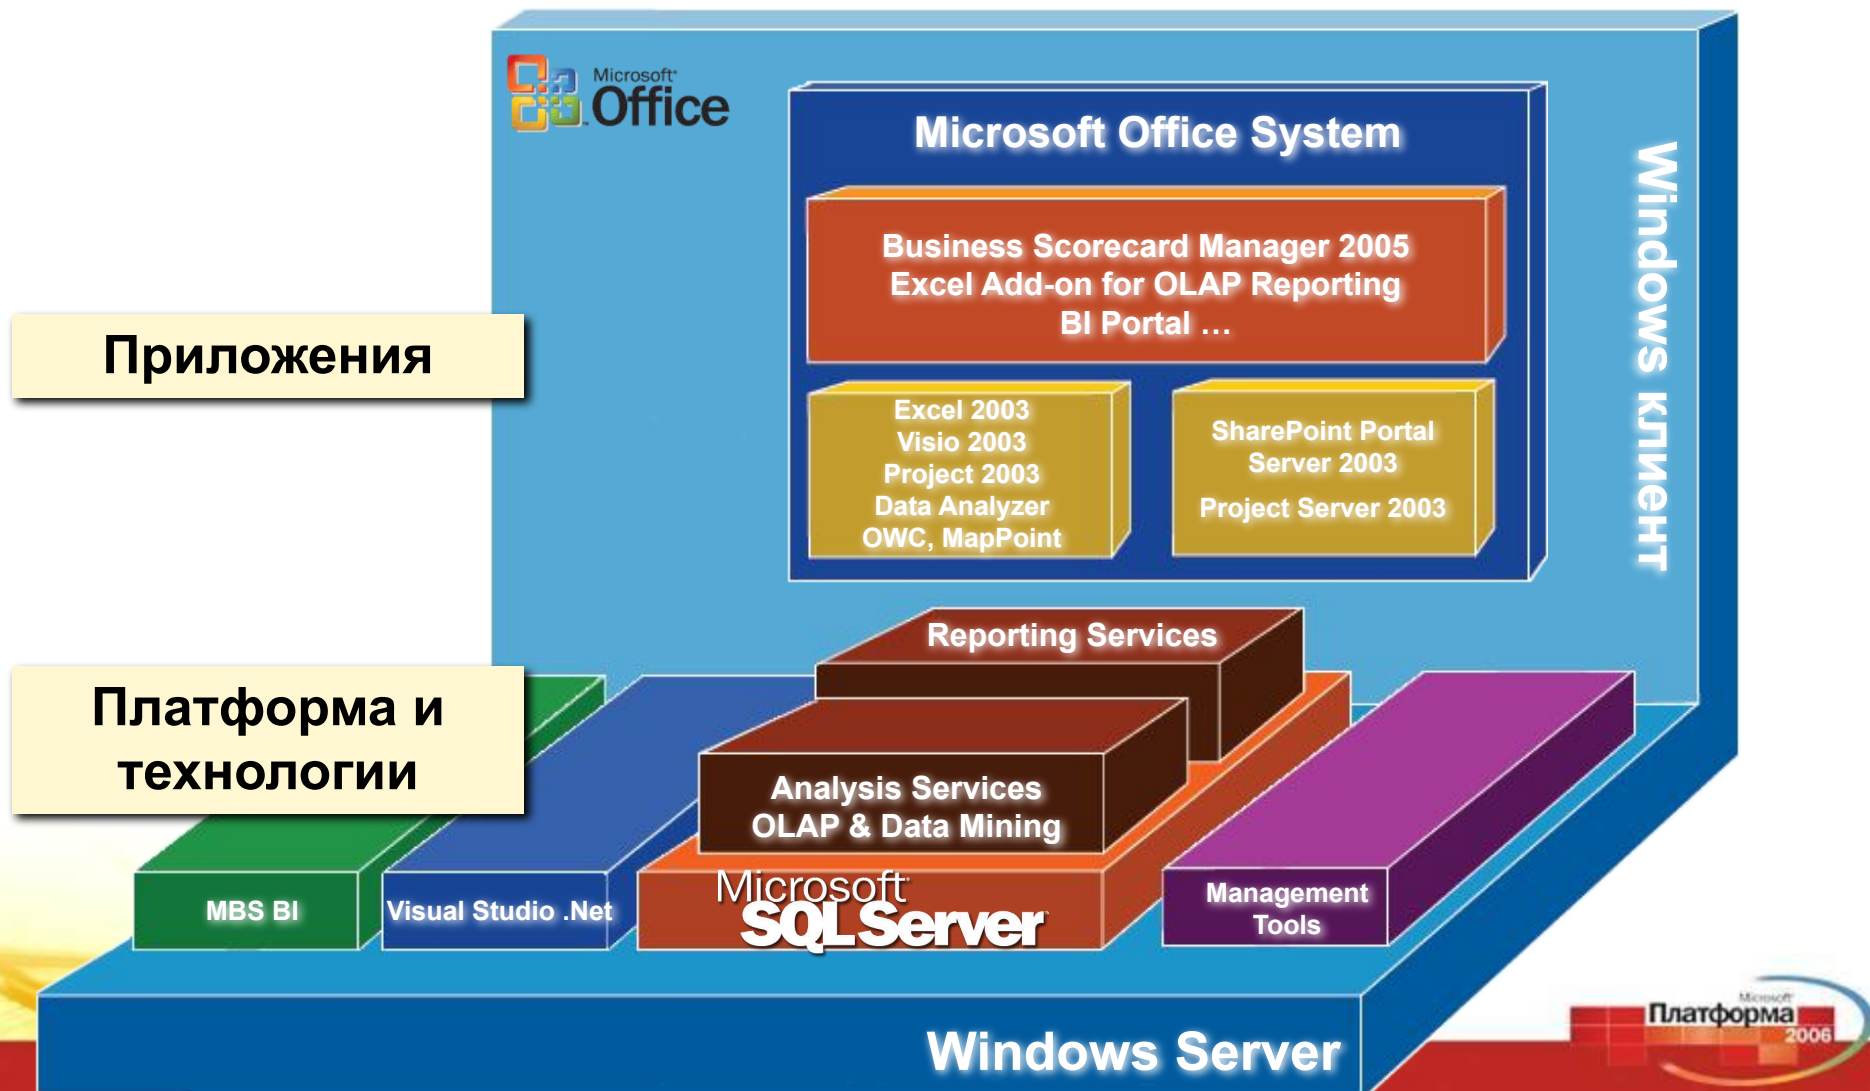 Microsoft
Office
Microsoft Office System
Business Scorecard Manager 2005
Excel Add-on for OLAP Reporting
BI Portal …
Windows клиент
Приложения
Excel 2003
Visio 2003
Project 2003
Data Analyzer
OWC, MapPoint
SharePoint Portal
Server 2003
Project Server 2003
Reporting Services
Платформа и
технологии
Analysis Services
OLAP & Data Mining
MBS BI
Visual Studio .Net
Microsoft
SQL Server
Management
Tools
Windows Server
Microsoft
Платформа
2006